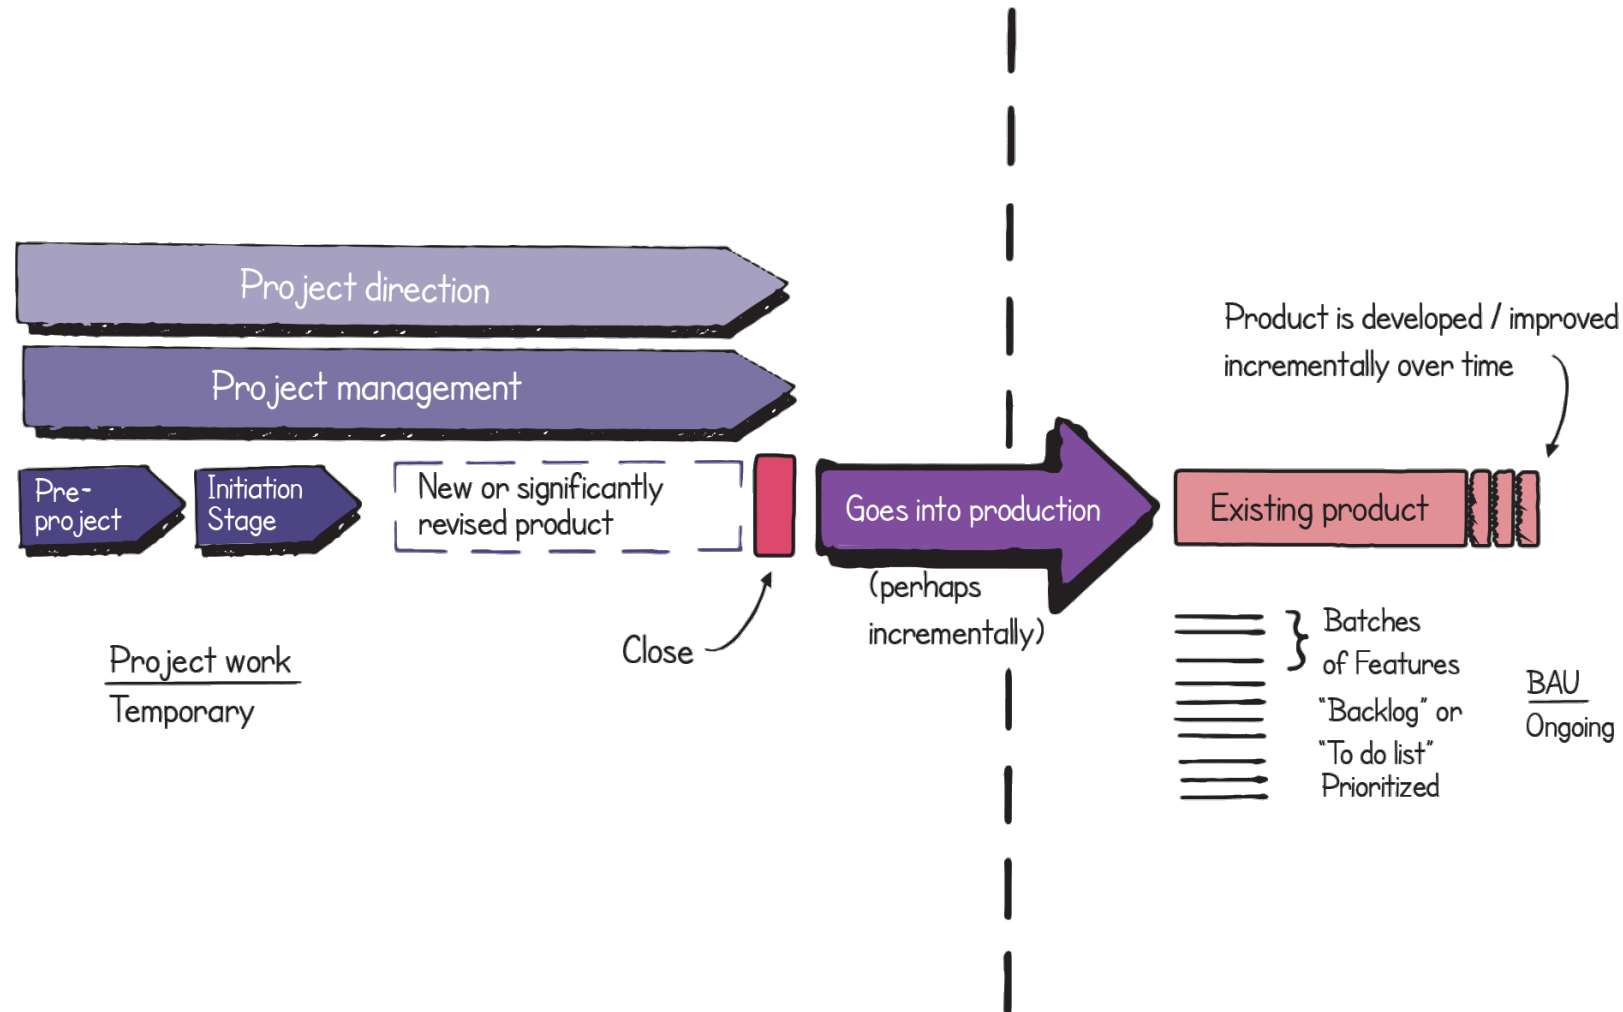 Project direction
Project management
Pre-
project
Initiation
Stage
New or significantly
revised product
Close
Project work
Temporary
Goes into production
(perhaps
incrementally)
Product is developed / improved
incrementally over time
Existing product
Batches
of Features
"Backlog" or
"To do list"
Prioritized
BAU
Ongoing